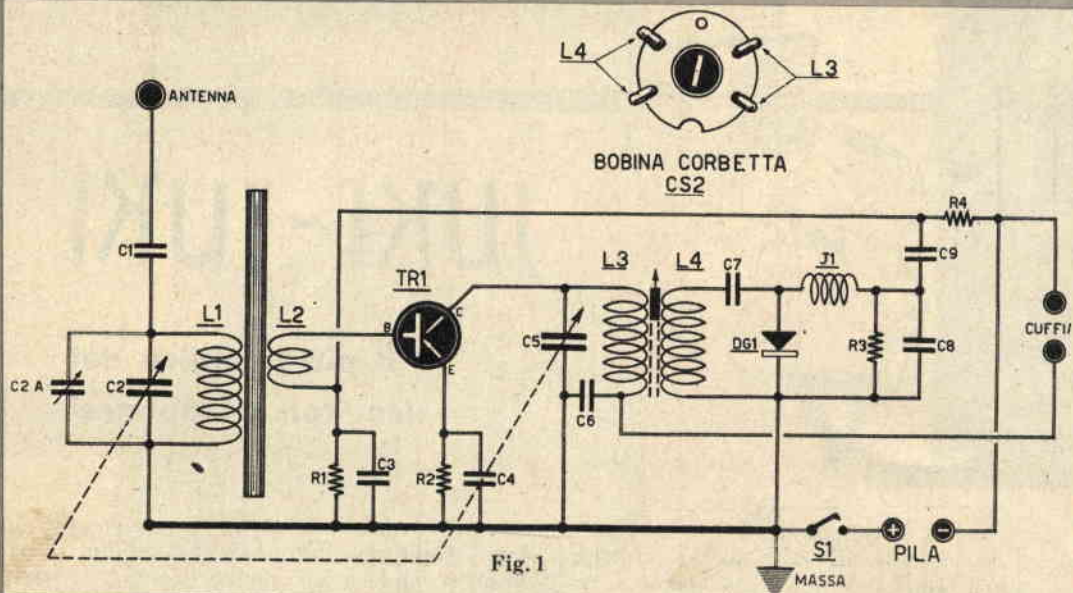 L4
L3
ANTENNA
BOBINA CORBETTA
CS2
R4
C1
C9
TR1
L3
L4
C7
J1
L1
L2
C
B
E
C2 A
C2
C5
DG1
R3
C8
CUFFI
C6
R1
C3
R2
C4
S1
+
-
PILA
Fig. 1
MASSA